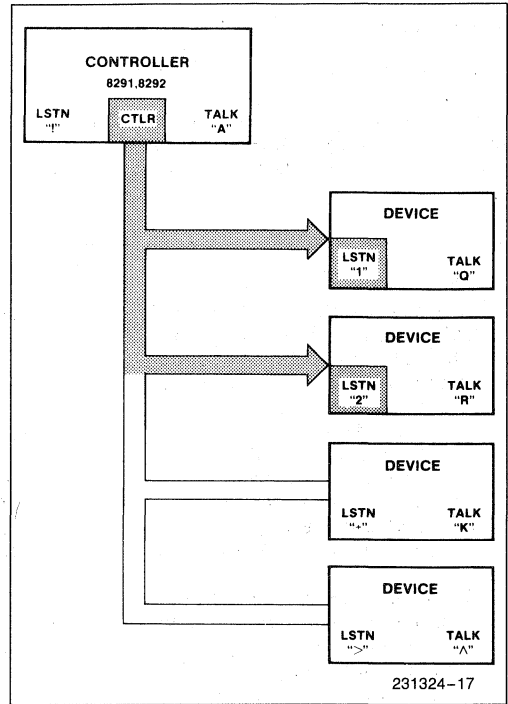 CONTROLLER
8291,8292
LSTN
"!"
CTLR
TALK
"A"
DEVICE
LSTN
"1"
TALK
"Q"
DEVICE
LSTN
"2"
TALK
"R"
DEVICE
LSTN
"+"
TALK
"K"
DEVICE
LSTN
">"
TALK
"^"
231324–17